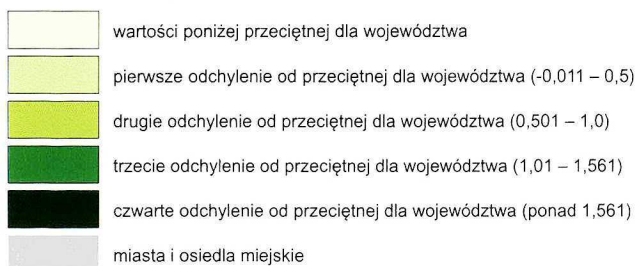 wartości poniżej przeciętnej dla województwa
pierwsze odchylenie od przeciętnej dla województwa (-0,011 – 0,5)
drugie odchylenie od przeciętnej dla województwa (0,501 – 1,0)
trzecie odchylenie od przeciętnej dla województwa (1,01 – 1,561)
czwarte odchylenie od przeciętnej dla województwa (ponad 1,561)
miasta i osiedla miejskie